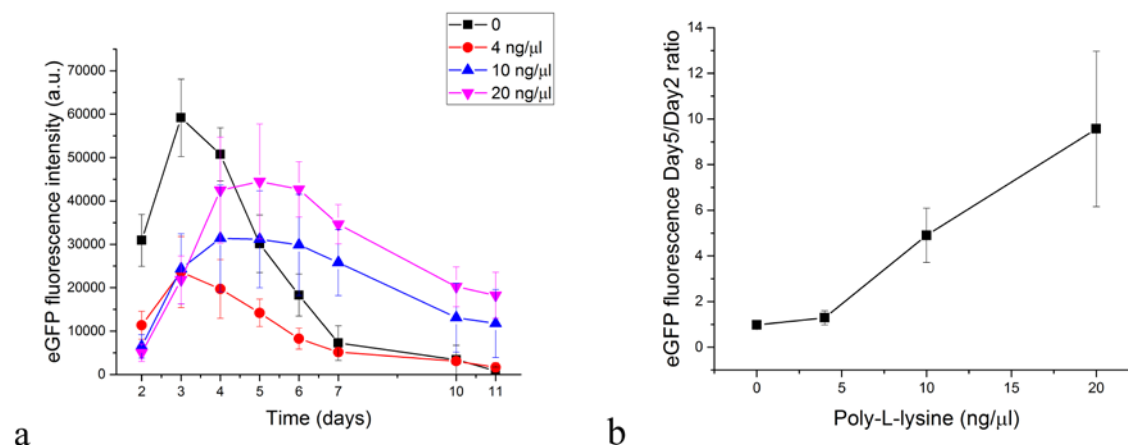 0
4 ng/μl
10 ng/μl
20 ng/μl
eGFP fluorescence intensity (a.u.)
70000
60000
50000
40000
30000
20000
10000
0
2 3 4 5 6 7 10 11
Time (days)
a
eGFP fluorescence Day5/Day2 ratio
14
12
10
8
6
4
2
0
0 5 10 15 20
Poly-L-lysine (ng/μl)
b